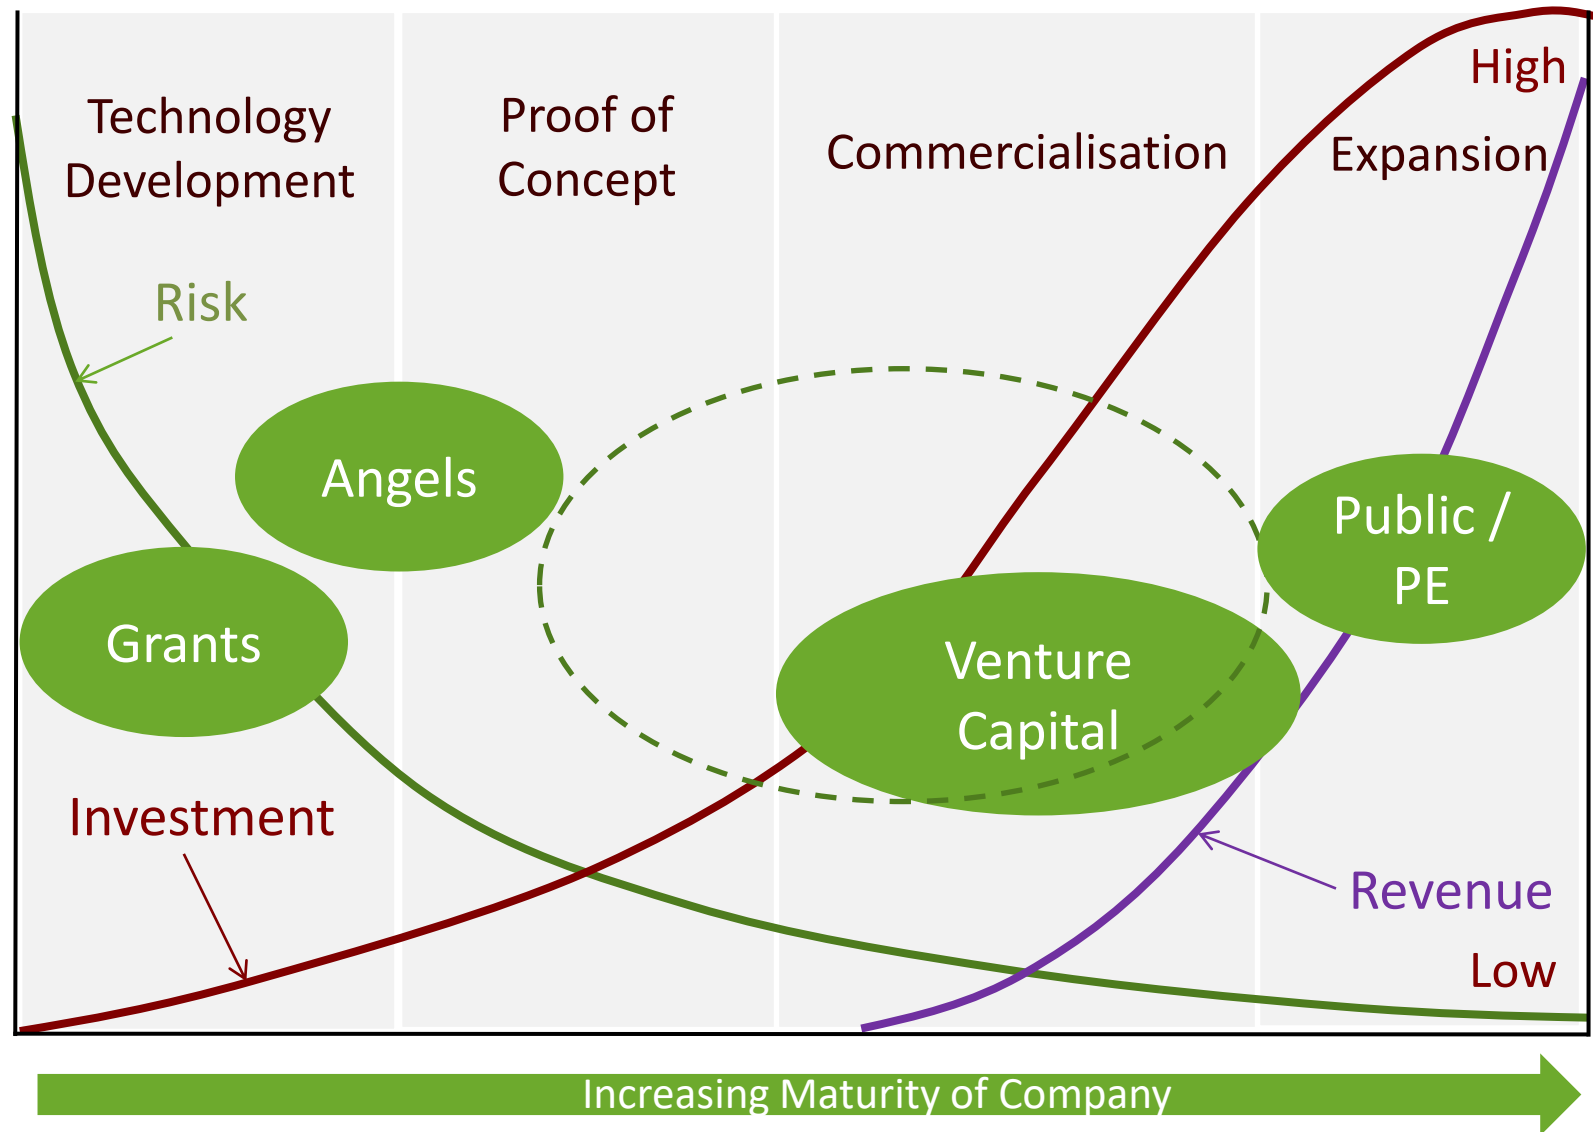 Technology
Development
Proof of
Concept
Commercialisation
High
Expansion
Risk
Angels
Grants
Public /
PE
Venture
Capital
Investment
Revenue
Low
Increasing Maturity of Company